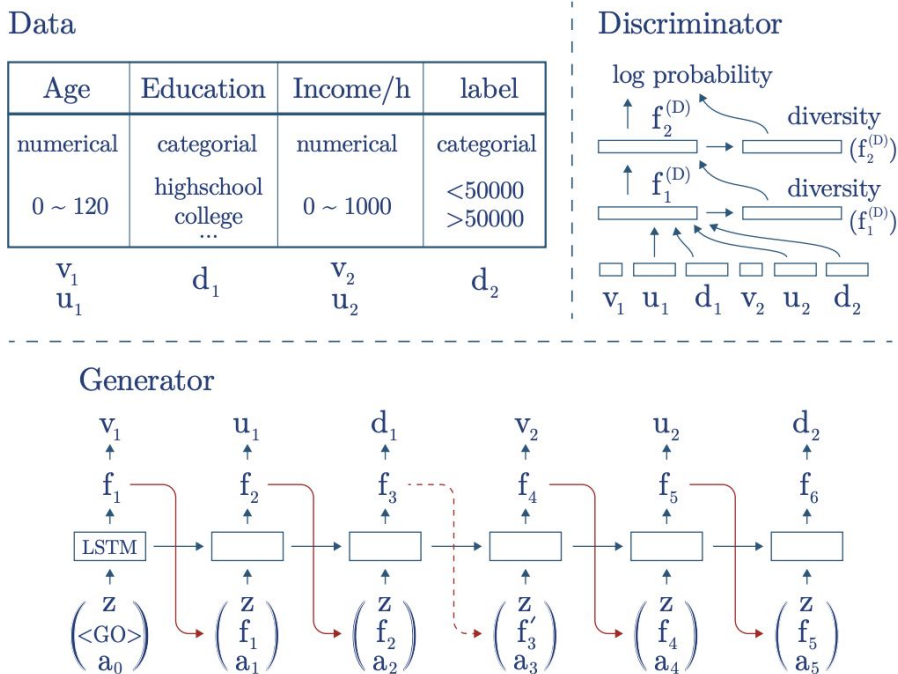 Data
Age Education Income/h label
numerical categorial numerical categorial
0 ~ 120 highschool college ... 0 ~ 1000 <50000 >50000
v₁ d₁ v₂ d₂
u₁ u₂
Discriminator
log probability
f₂⁽ᴰ⁾ diversity
(f₂⁽ᴰ⁾)
f₁⁽ᴰ⁾ diversity
(f₁⁽ᴰ⁾)
v₁ u₁ d₁ v₂ u₂ d₂
Generator
v₁ u₁ d₁ v₂ u₂ d₂
f₁ f₂ f₃ f₄ f₅ f₆
LSTM
z z z z z z
<GO> f₁ f₂ f₃′ f₄ f₅
a₀ a₁ a₂ a₃ a₄ a₅